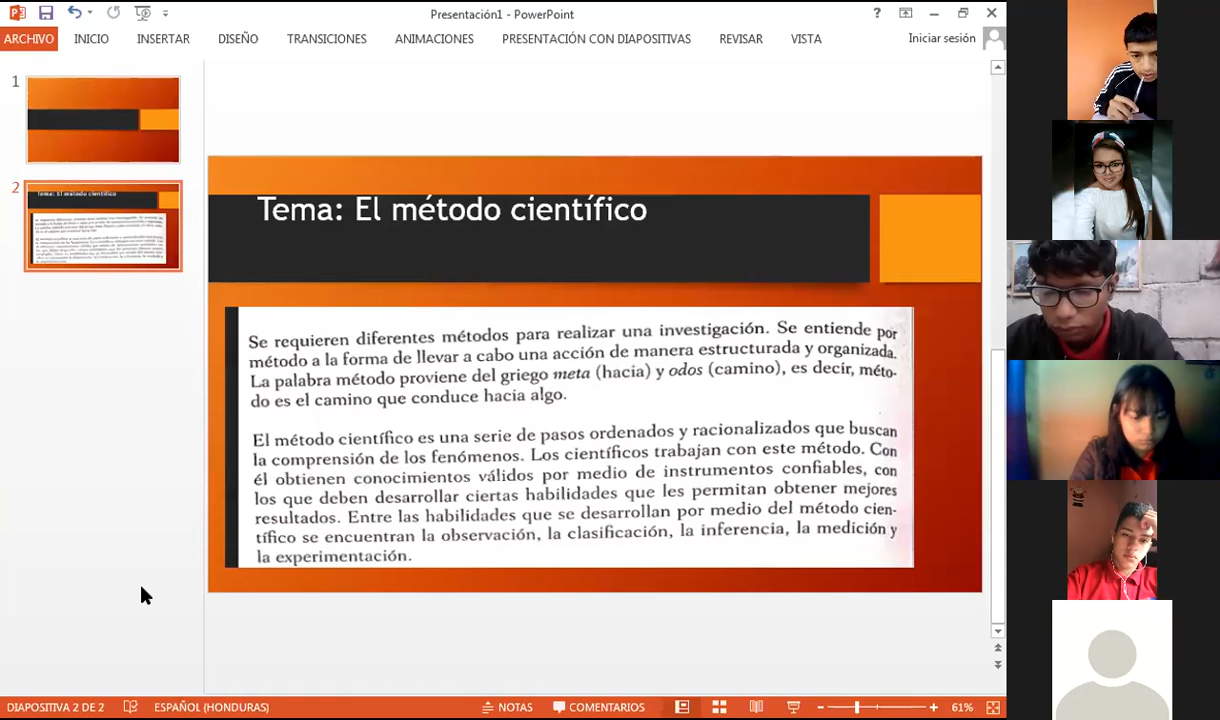 Presentación1 - PowerPoint
?
ARCHIVO INICIO INSERTAR DISEÑO TRANSICIONES ANIMACIONES PRESENTACIÓN CON DIAPOSITIVAS REVISAR VISTA Iniciar sesión
1
2
Tema: El método científico
Tema: El método científico
Se requieren diferentes métodos para realizar una investigación. Se entiende por
método a la forma de llevar a cabo una acción de manera estructurada y organizada.
La palabra método proviene del griego meta (hacia) y odos (camino), es decir, méto-
do es el camino que conduce hacia algo.
El método científico es una serie de pasos ordenados y racionalizados que buscan
la comprensión de los fenómenos. Los científicos trabajan con este método. Con
él obtienen conocimientos válidos por medio de instrumentos confiables, con
los que deben desarrollar ciertas habilidades que les permitan obtener mejores
resultados. Entre las habilidades que se desarrollan por medio del método cien-
tífico se encuentran la observación, la clasificación, la inferencia, la medición y
la experimentación.
DIAPOSITIVA 2 DE 2 ESPAÑOL (HONDURAS) NOTAS COMENTARIOS 61%